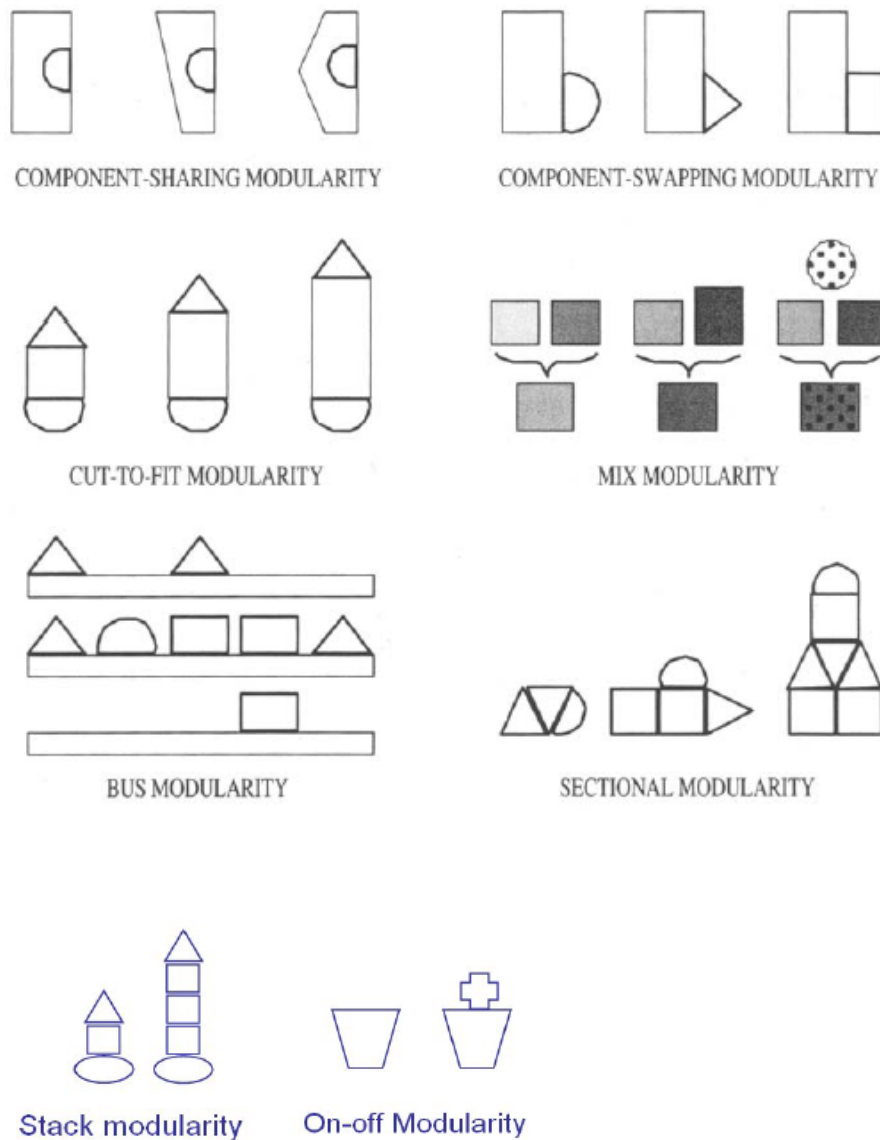 COMPONENT-SHARING MODULARITY
COMPONENT-SWAPPING MODULARITY
CUT-TO-FIT MODULARITY
MIX MODULARITY
BUS MODULARITY
SECTIONAL MODULARITY
Stack modularity
On-off Modularity